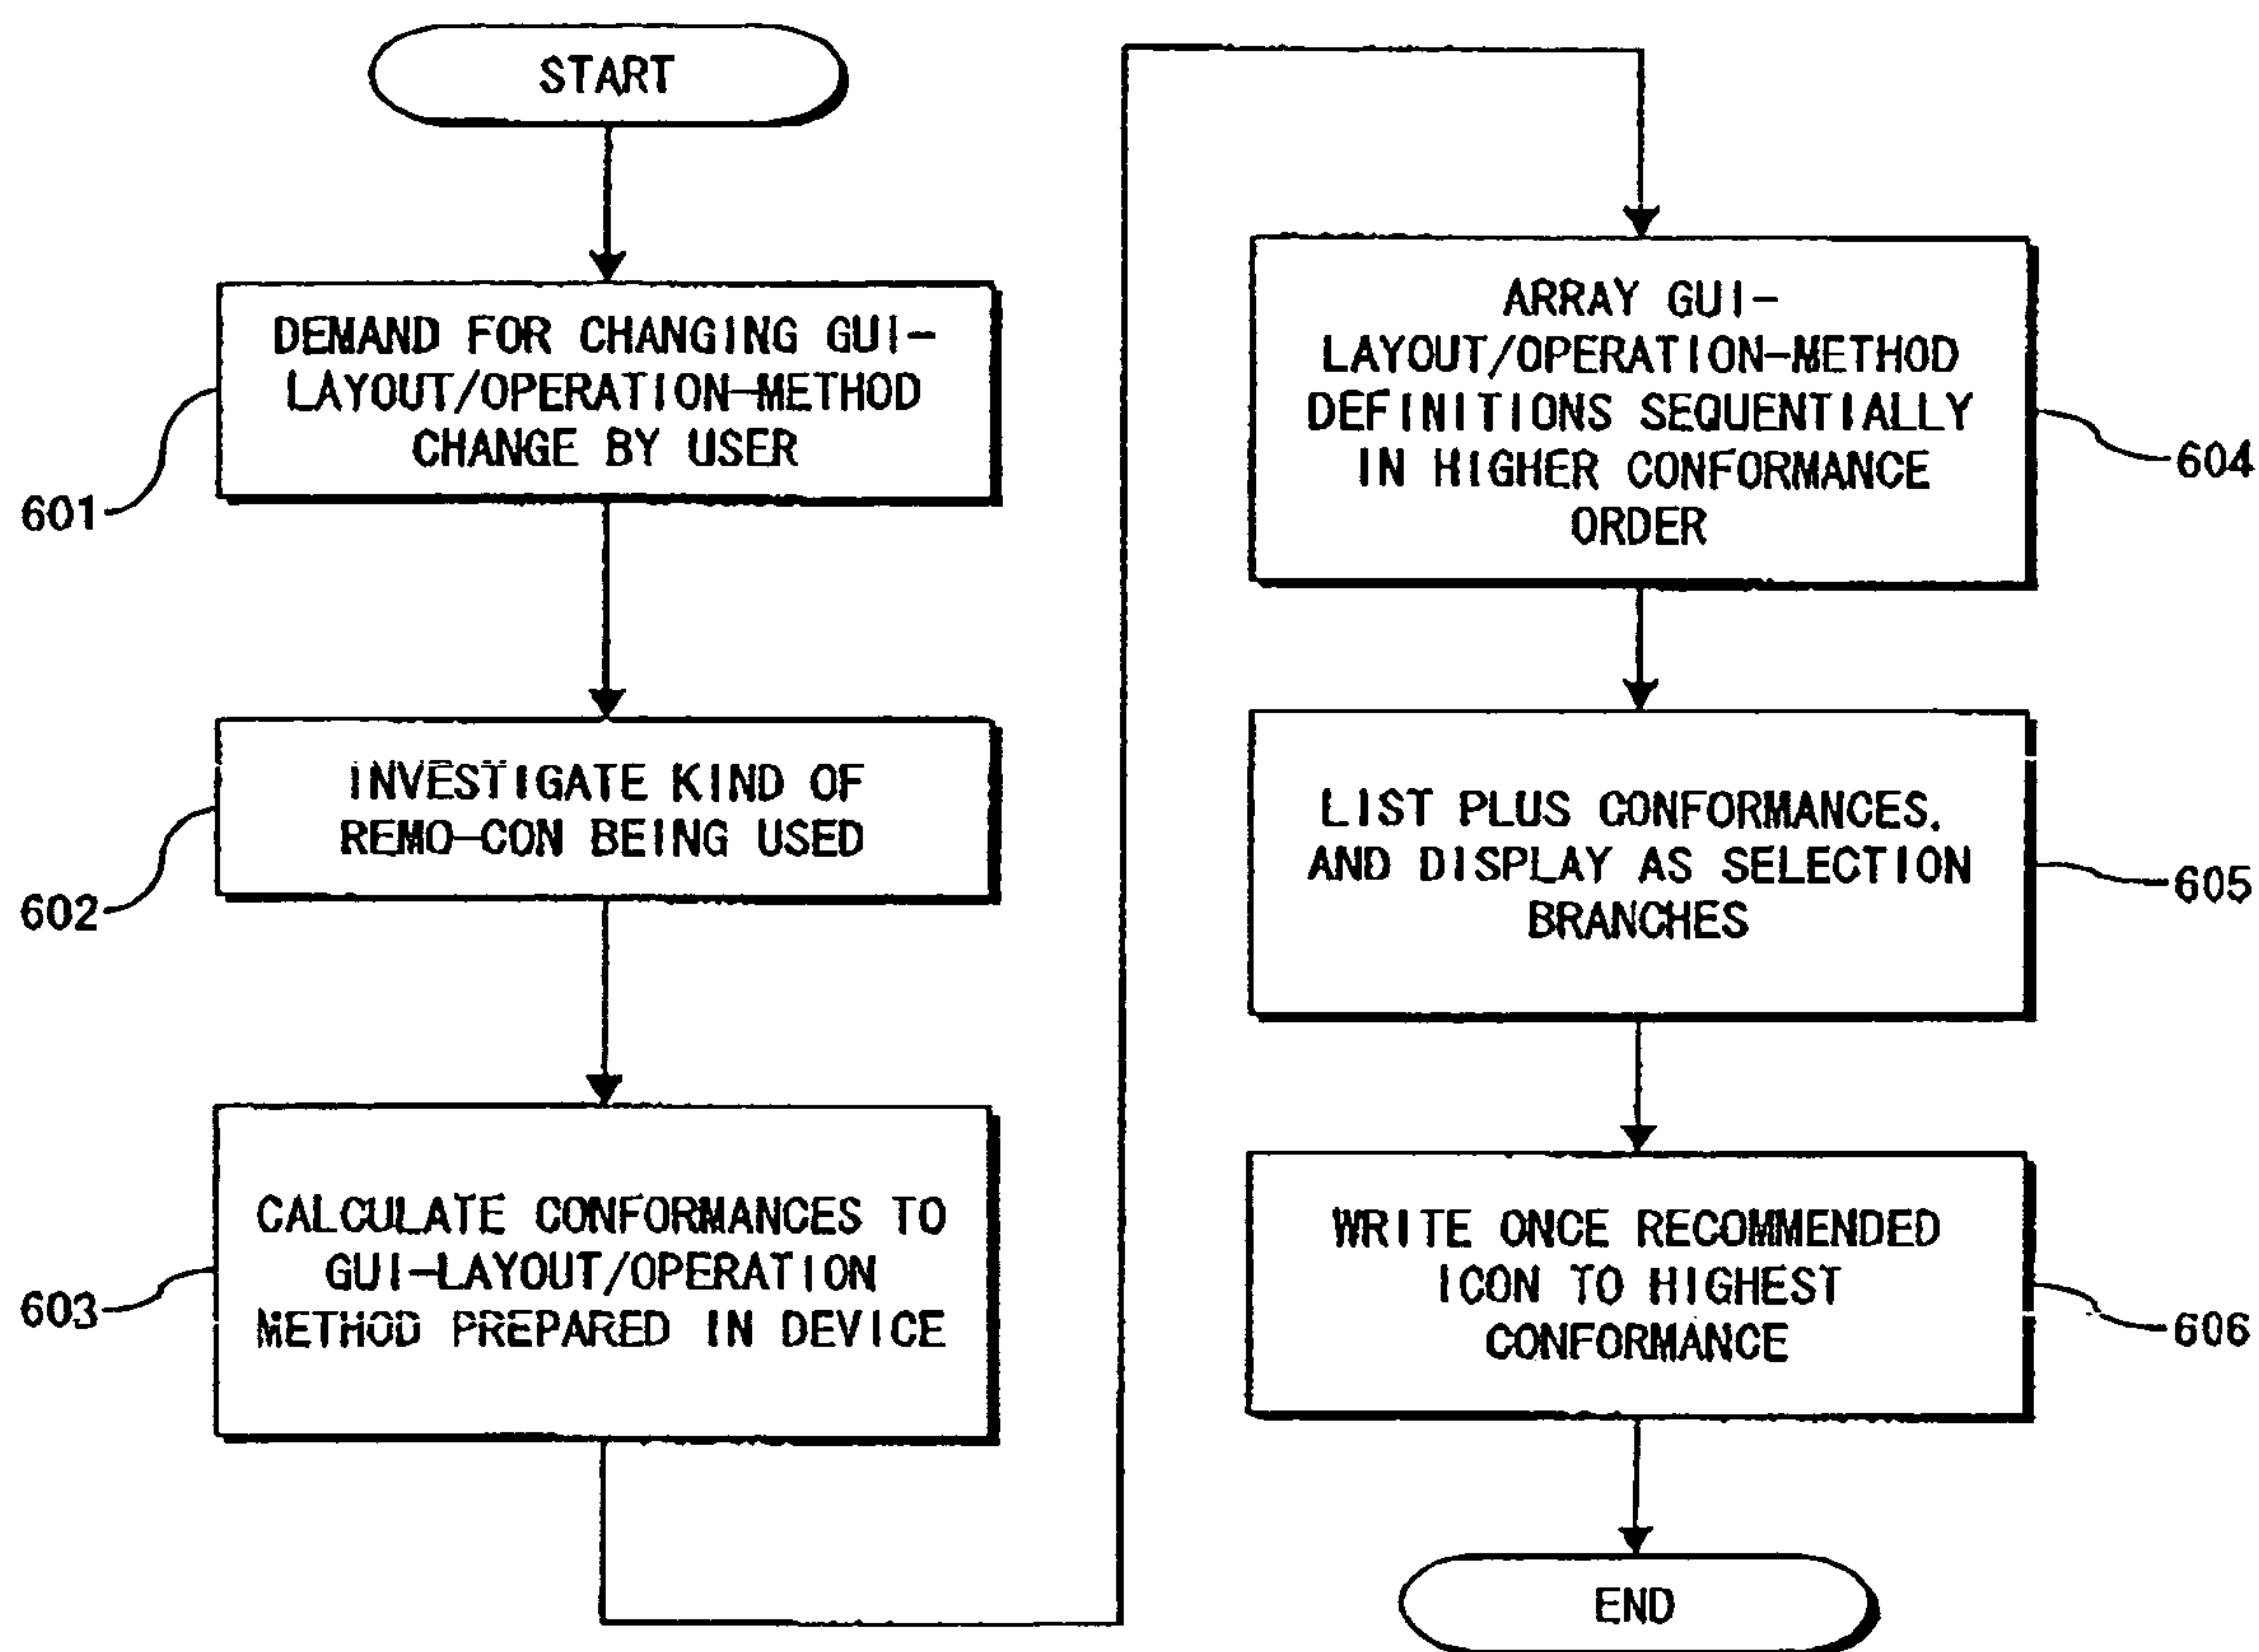 START
DEMAND FOR CHANGING GUI-
LAYOUT/OPERATION-METHOD
CHANGE BY USER
601
INVESTIGATE KIND OF
REMO-CON BEING USED
602
CALCULATE CONFORMANCES TO
GUI-LAYOUT/OPERATION
METHOD PREPARED IN DEVICE
603
ARRAY GUI-
LAYOUT/OPERATION-METHOD
DEFINITIONS SEQUENTIALLY
IN HIGHER CONFORMANCE
ORDER
604
LIST PLUS CONFORMANCES.
AND DISPLAY AS SELECTION
BRANCHES
605
WRITE ONCE RECOMMENDED
ICON TO HIGHEST
CONFORMANCE
606
END